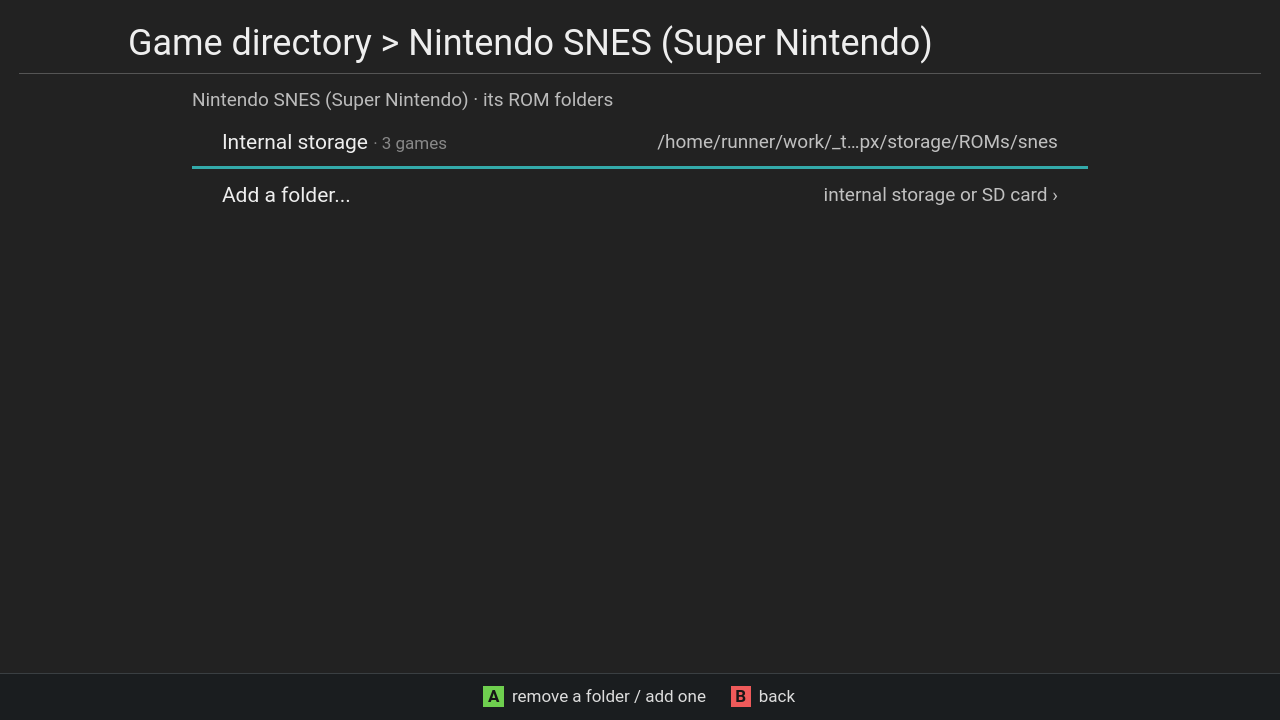 Game directory > Nintendo SNES (Super Nintendo)
Nintendo SNES (Super Nintendo) · its ROM folders
Internal storage · 3 games /home/runner/work/_t…px/storage/ROMs/snes
Add a folder... internal storage or SD card ›
A remove a folder / add one B back